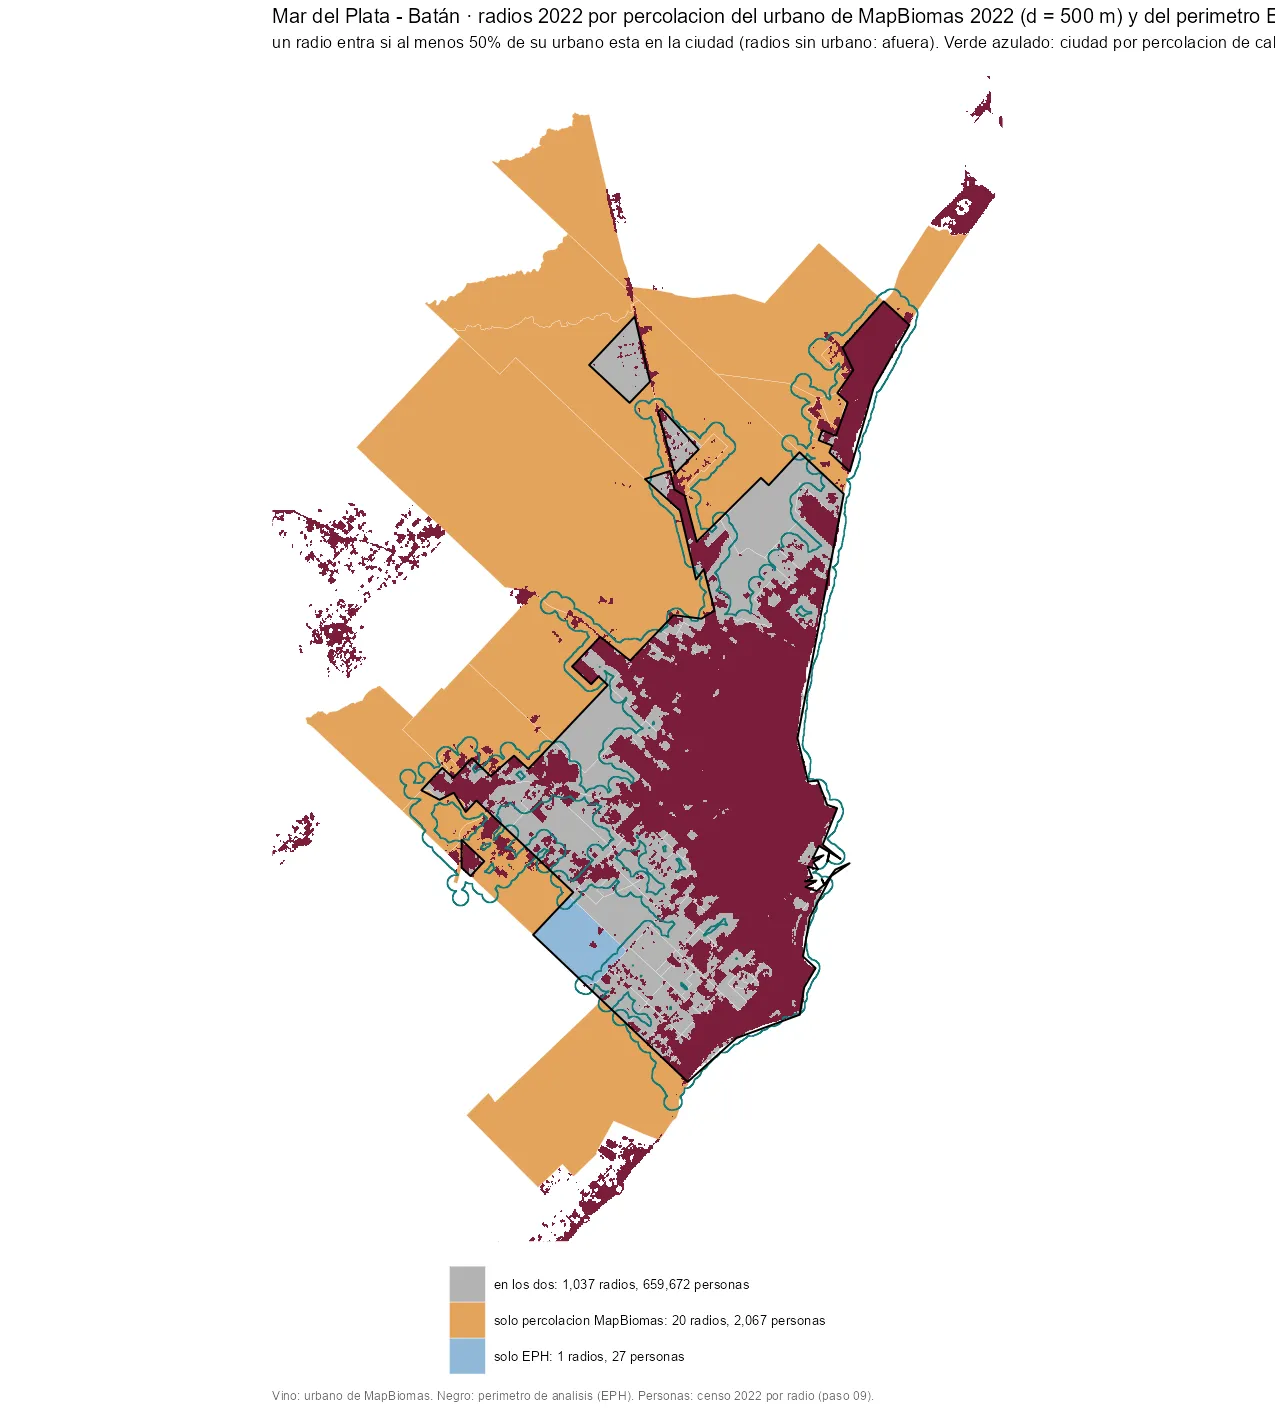 Mar del Plata - Batán · radios 2022 por percolacion del urbano de MapBiomas 2022 (d = 500 m) y del perimetro E
un radio entra si al menos 50% de su urbano esta en la ciudad (radios sin urbano: afuera). Verde azulado: ciudad por percolacion de cal
en los dos: 1,037 radios, 659,672 personas
solo percolacion MapBiomas: 20 radios, 2,067 personas
solo EPH: 1 radios, 27 personas
Vino: urbano de MapBiomas. Negro: perimetro de analisis (EPH). Personas: censo 2022 por radio (paso 09).